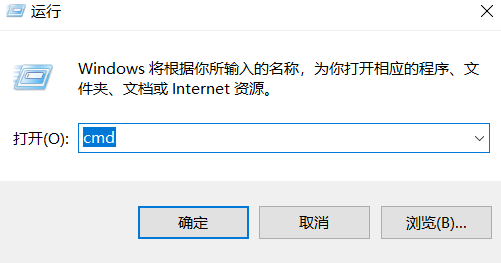 运行
Windows 将根据你所输入的名称，为你打开相应的程序、文
件夹、文档或 Internet 资源。
打开(O): cmd
确定 取消 浏览(B)...